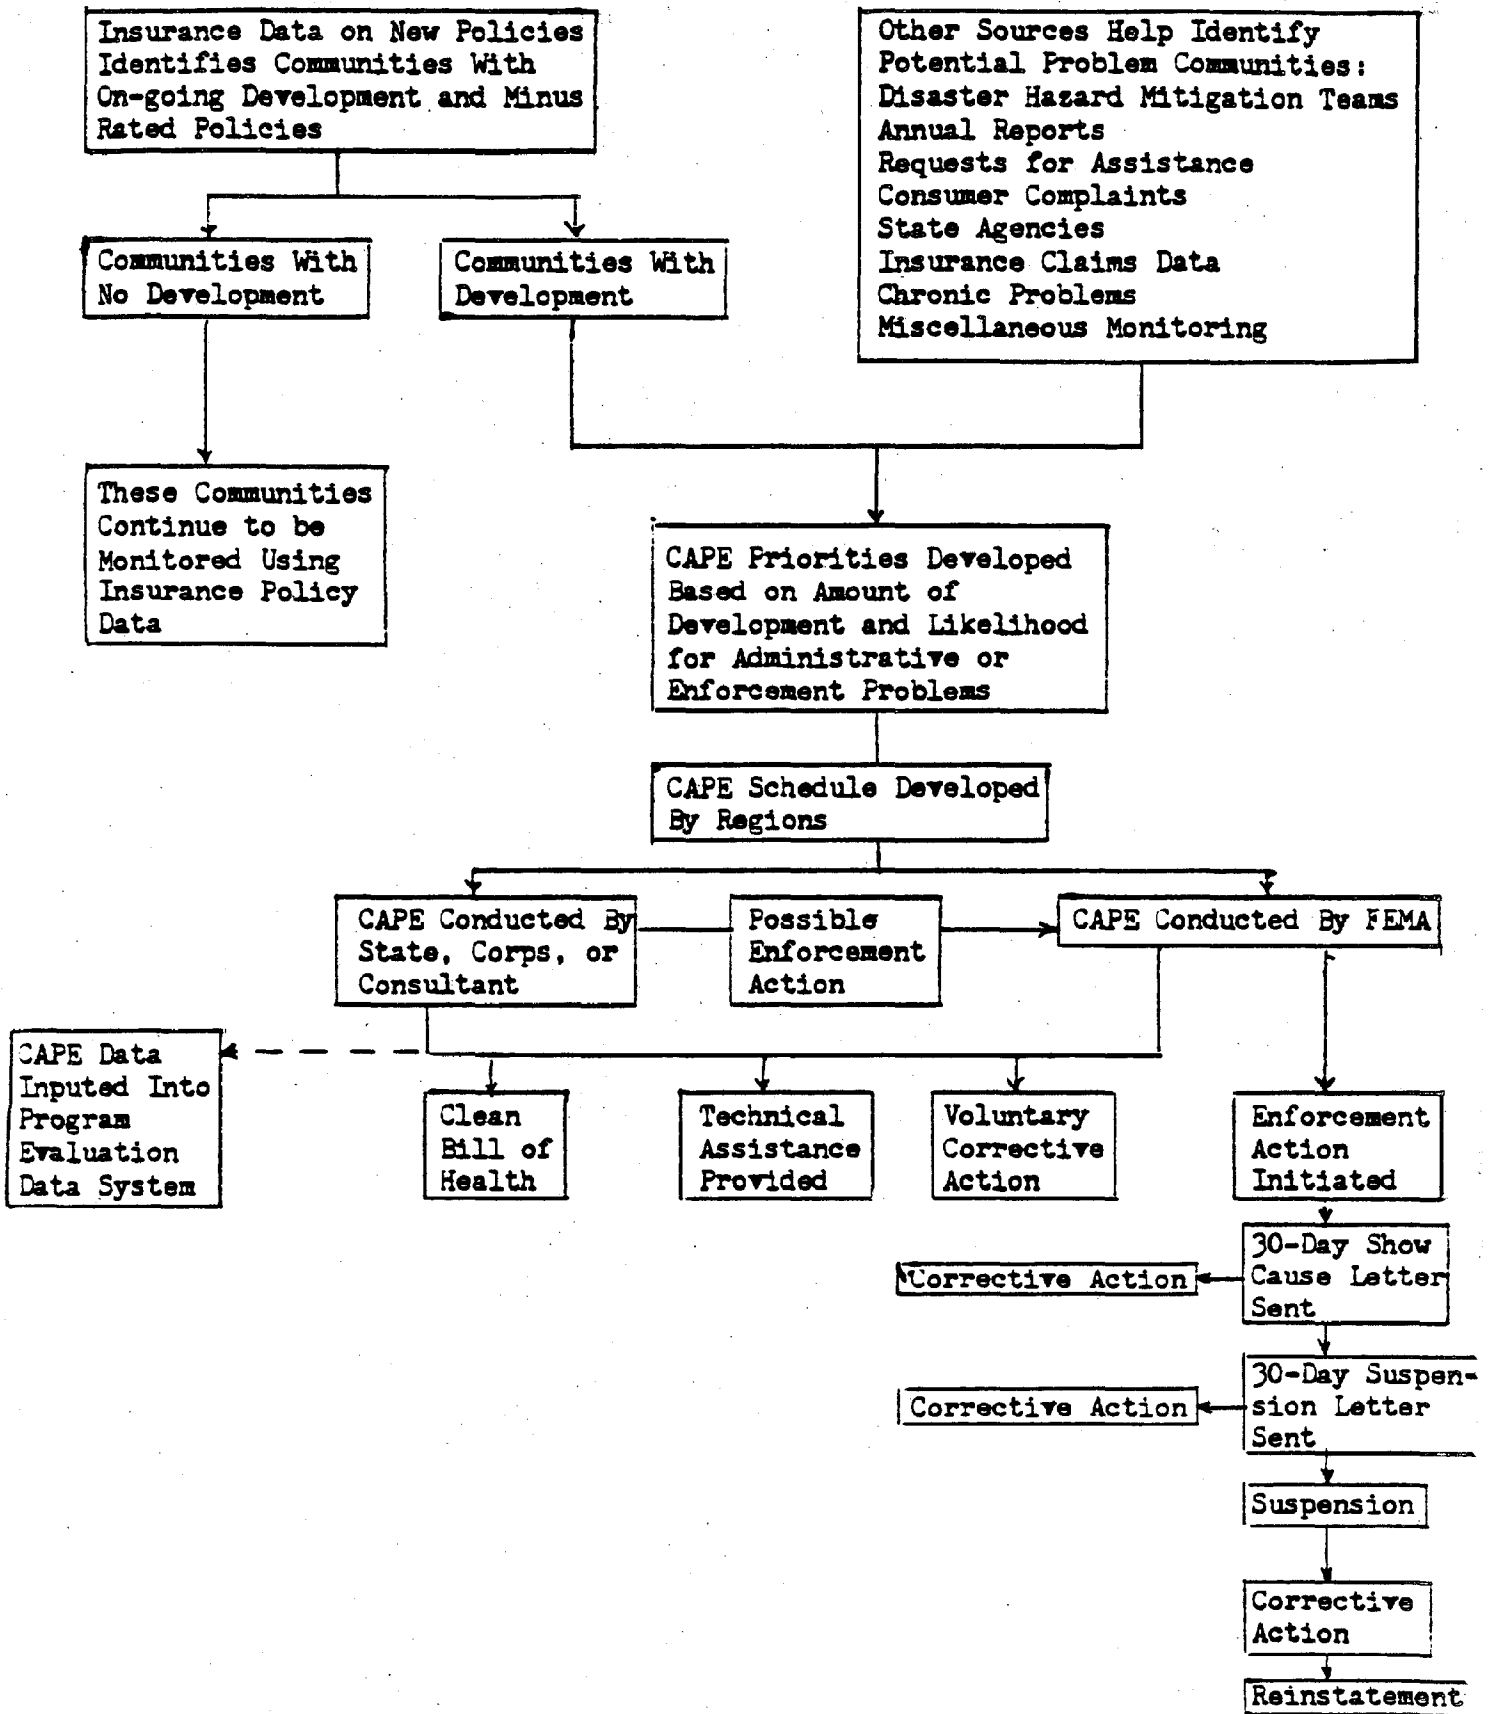 Insurance Data on New Policies
Identifies Communities With
On-going Development and Minus
Rated Policies
Other Sources Help Identify
Potential Problem Communities:
Disaster Hazard Mitigation Teams
Annual Reports
Requests for Assistance
Consumer Complaints
State Agencies
Insurance Claims Data
Chronic Problems
Miscellaneous Monitoring
Communities With
No Development
Communities With
Development
These Communities
Continue to be
Monitored Using
Insurance Policy
Data
CAPE Priorities Developed
Based on Amount of
Development and Likelihood
for Administrative or
Enforcement Problems
CAPE Schedule Developed
By Regions
CAPE Conducted By
State, Corps, or
Consultant
Possible
Enforcement
Action
CAPE Conducted By FEMA
CAPE Data
Inputed Into
Program
Evaluation
Data System
Clean
Bill of
Health
Technical
Assistance
Provided
Voluntary
Corrective
Action
Enforcement
Action
Initiated
30-Day Show
Cause Letter
Sent
Corrective Action
30-Day Suspen-
sion Letter
Sent
Corrective Action
Suspension
Corrective
Action
Reinstatement